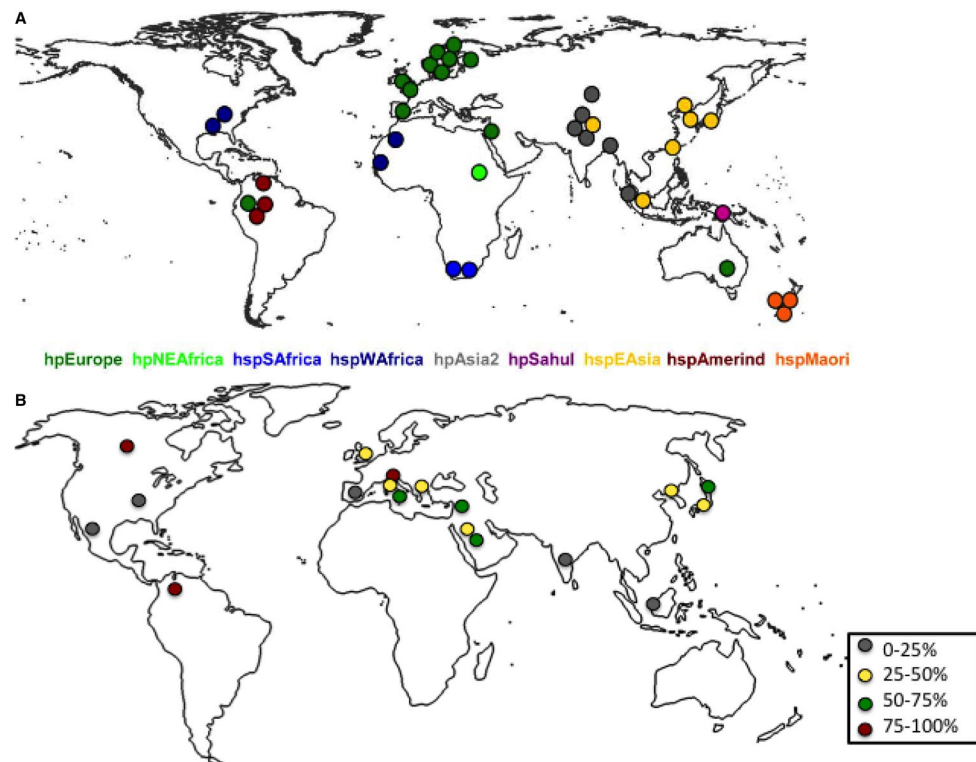 A
hpEurope hpNEAfrica hspSAfrica hspWAfrica hpAsia2 hpSahul hspEAsia hspAmerind hspMaori
B
0-25%
25-50%
50-75%
75-100%